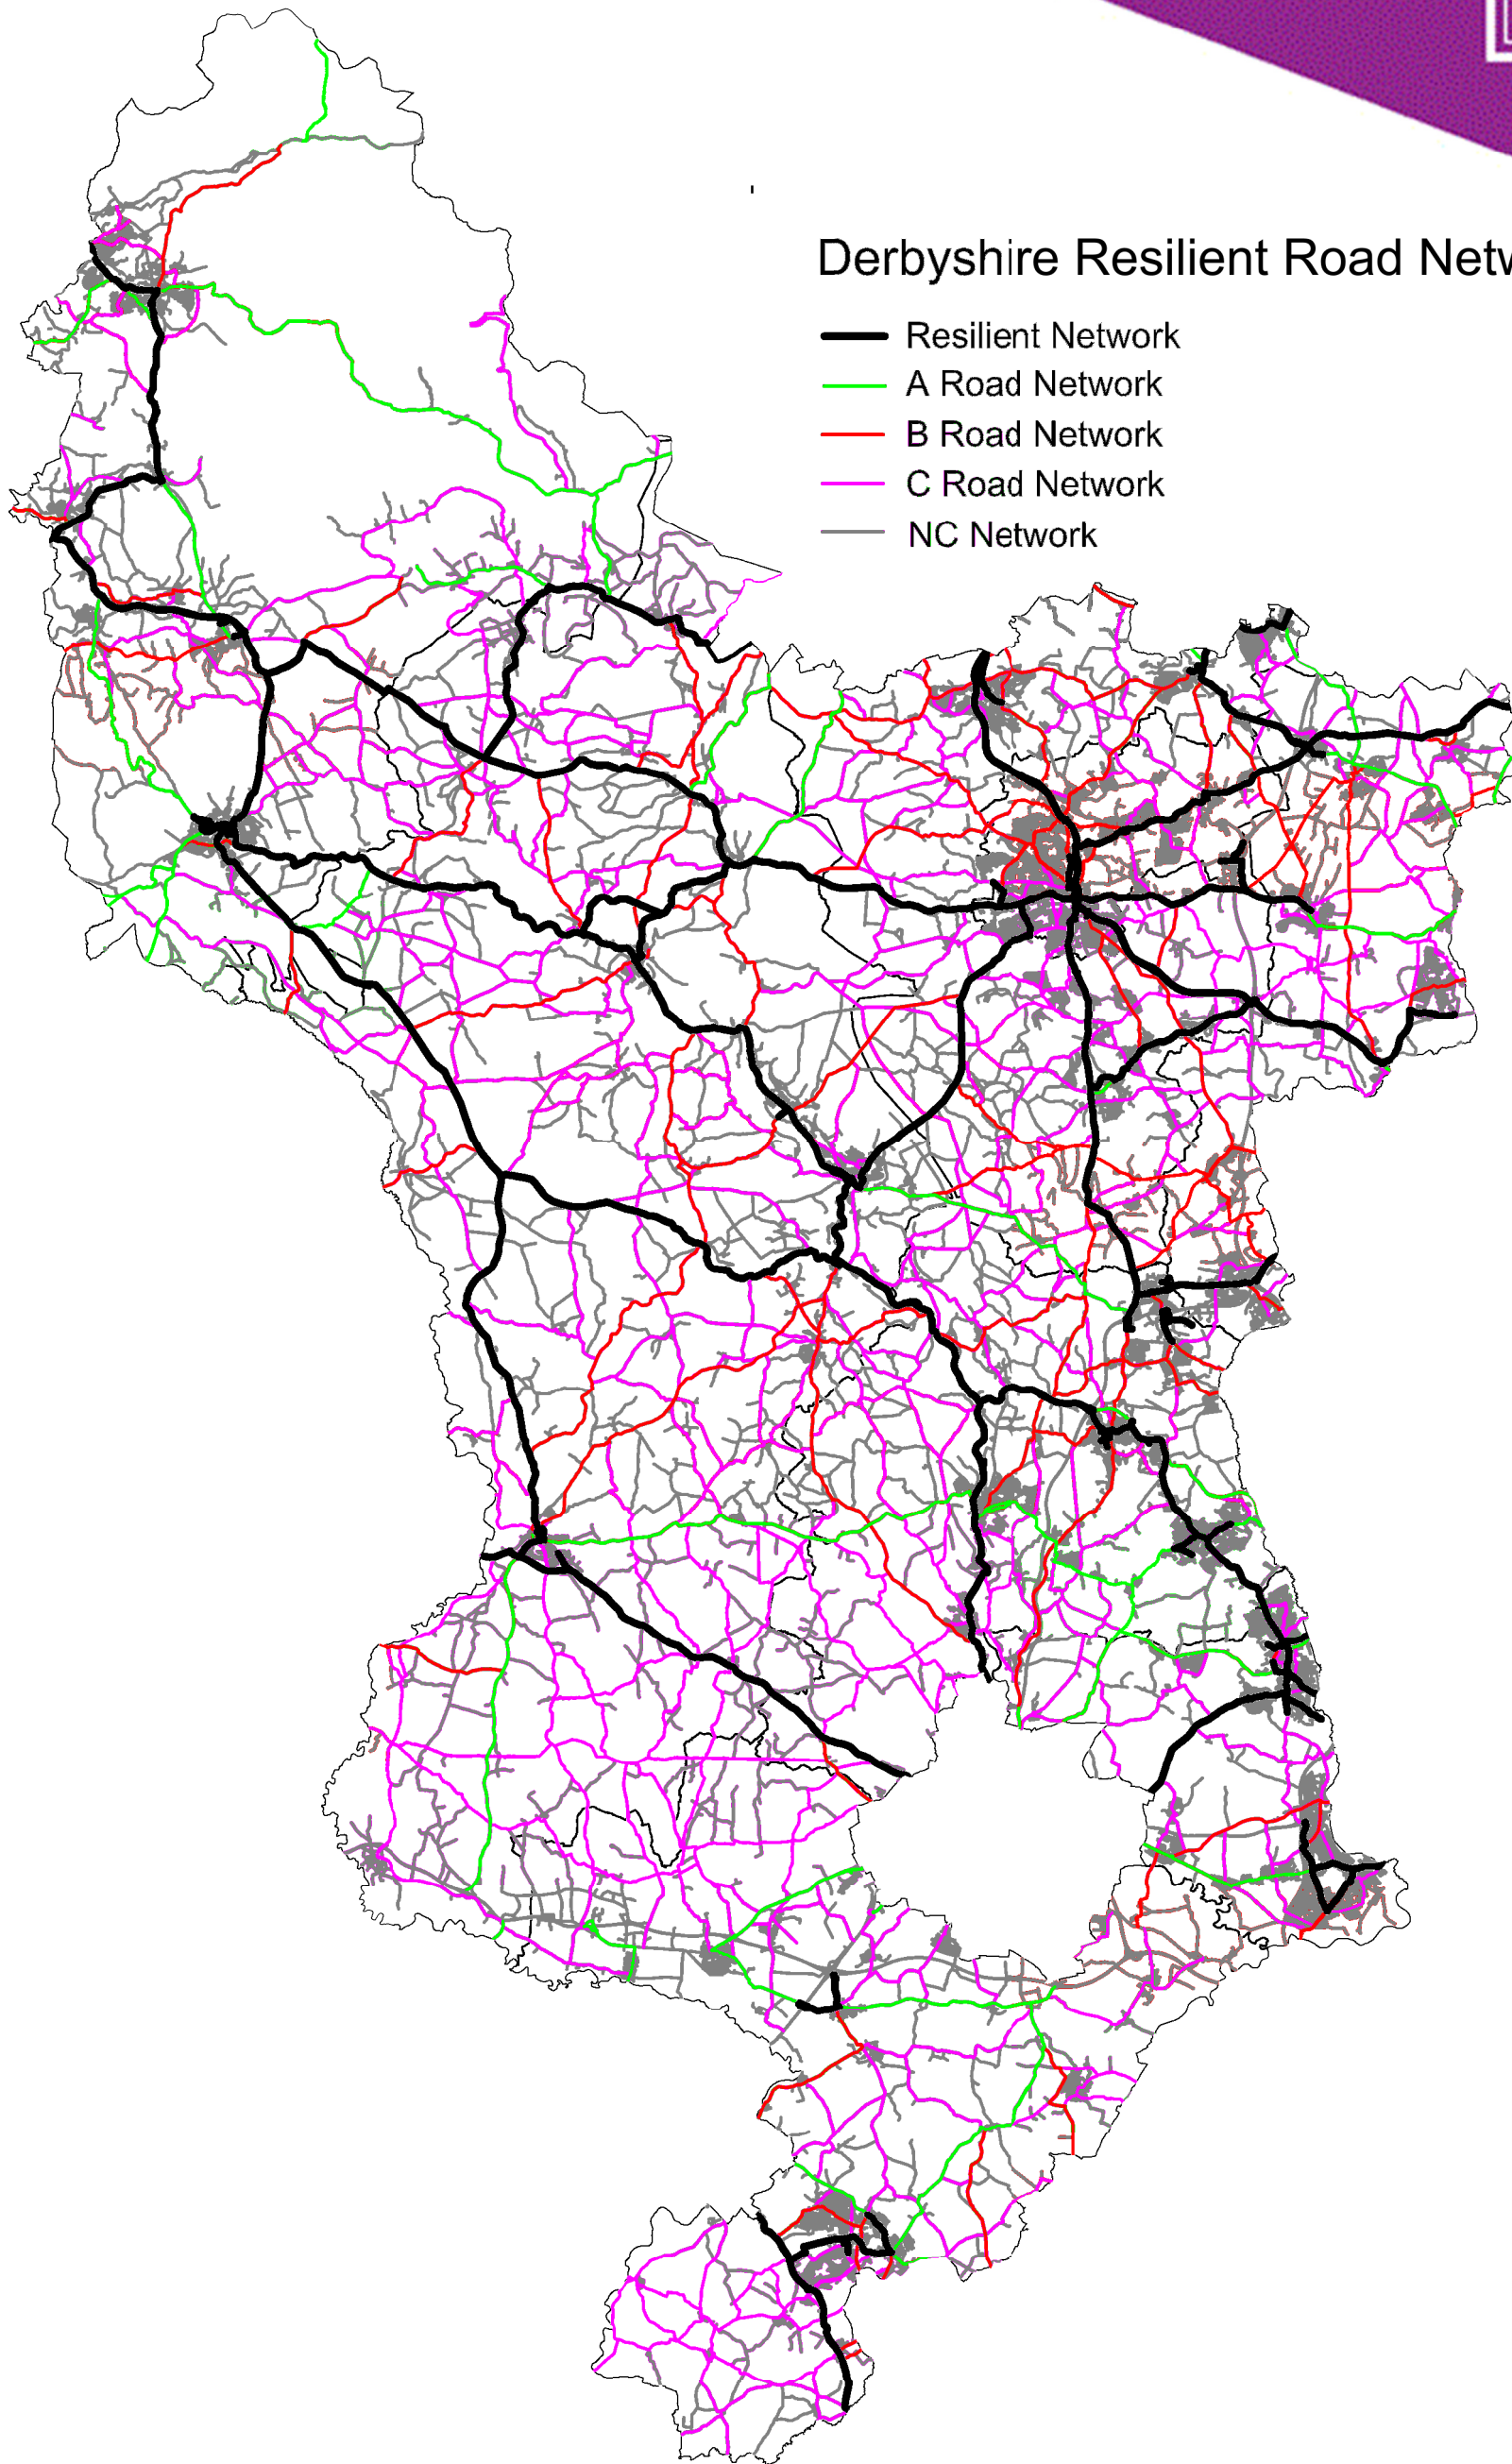 Derbyshire Resilient Road Netw
Resilient Network
A Road Network
B Road Network
C Road Network
NC Network